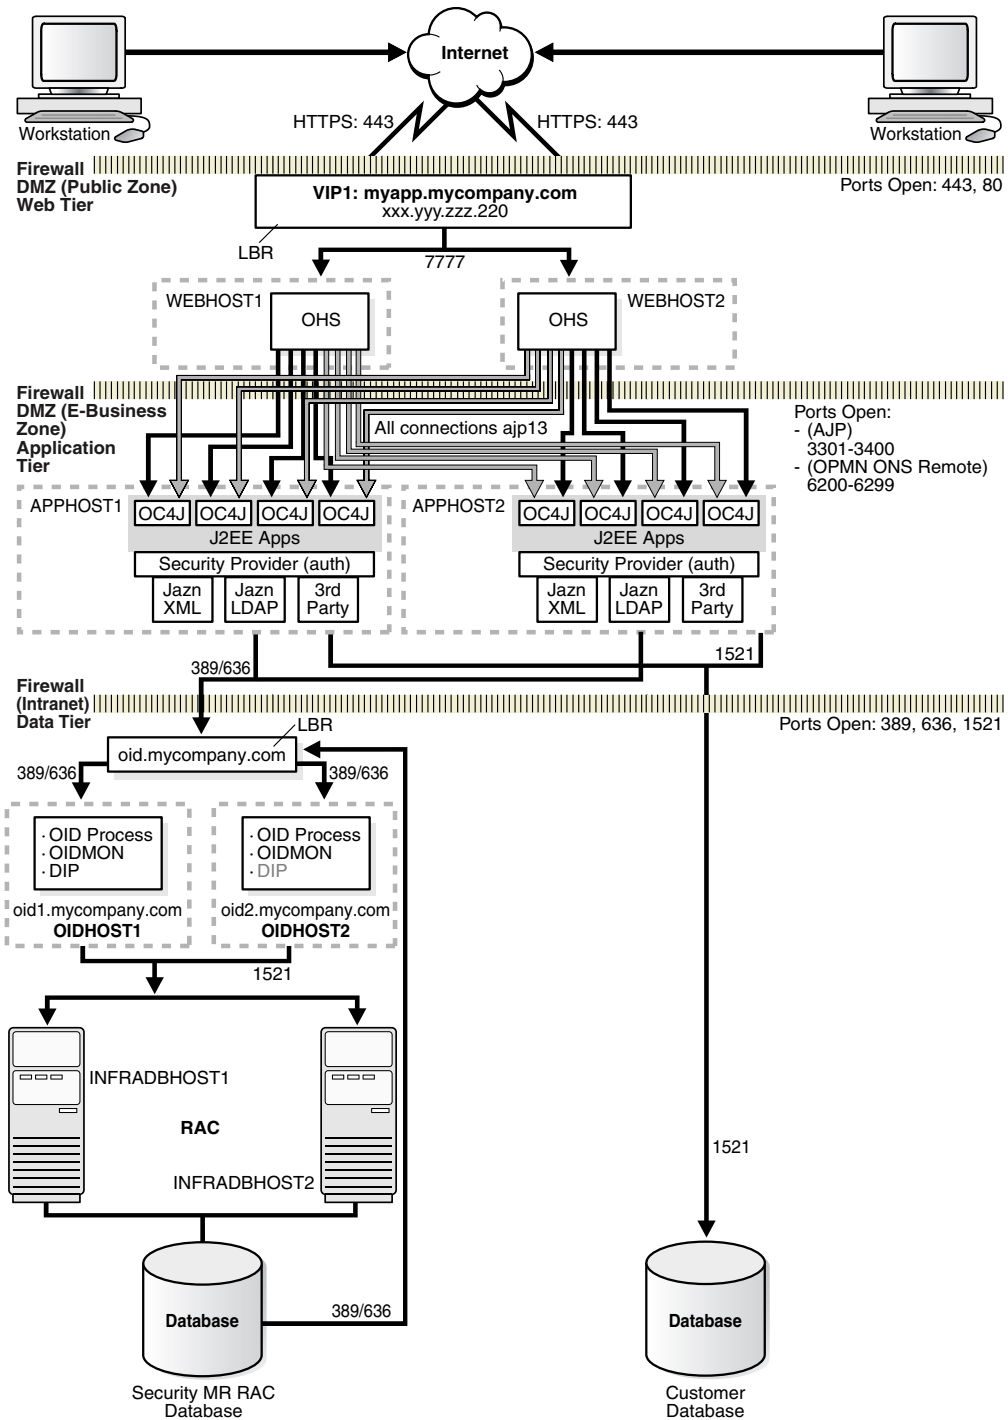 Internet
Workstation
Workstation
HTTPS: 443
HTTPS: 443
Firewall
DMZ (Public Zone)
Web Tier
Ports Open: 443, 80
VIP1: myapp.mycompany.com
xxx.yyy.zzz.220
LBR
7777
WEBHOST1
OHS
WEBHOST2
OHS
Firewall
DMZ (E-Business
Zone)
Application
Tier
All connections ajp13
Ports Open:
- (AJP)
3301-3400
- (OPMN ONS Remote)
6200-6299
APPHOST1
OC4J
OC4J
OC4J
OC4J
J2EE Apps
Security Provider (auth)
Jazn
XML
Jazn
LDAP
3rd
Party
APPHOST2
OC4J
OC4J
OC4J
OC4J
J2EE Apps
Security Provider (auth)
Jazn
XML
Jazn
LDAP
3rd
Party
389/636
1521
Firewall
(Intranet)
Data Tier
Ports Open: 389, 636, 1521
LBR
oid.mycompany.com
389/636
389/636
· OID Process
· OIDMON
· DIP
oid1.mycompany.com
OIDHOST1
· OID Process
· OIDMON
· DIP
oid2.mycompany.com
OIDHOST2
1521
INFRADBHOST1
RAC
INFRADBHOST2
1521
Database
389/636
Security MR RAC
Database
Database
Customer
Database